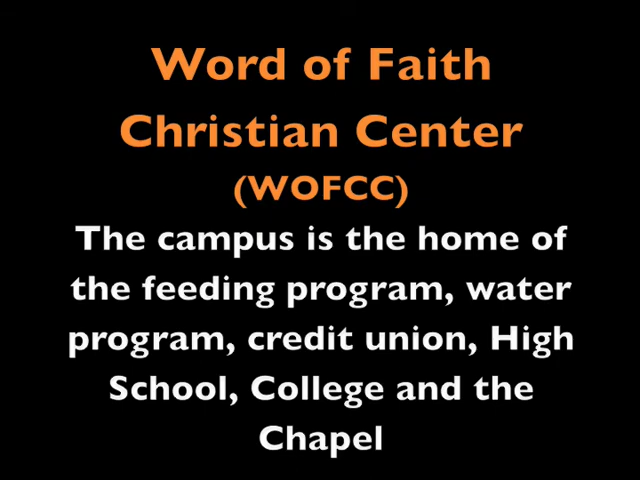 Word of Faith
Christian Center
(WOFCC)
The campus is the home of
the feeding program, water
program, credit union, High
School, College and the
Chapel